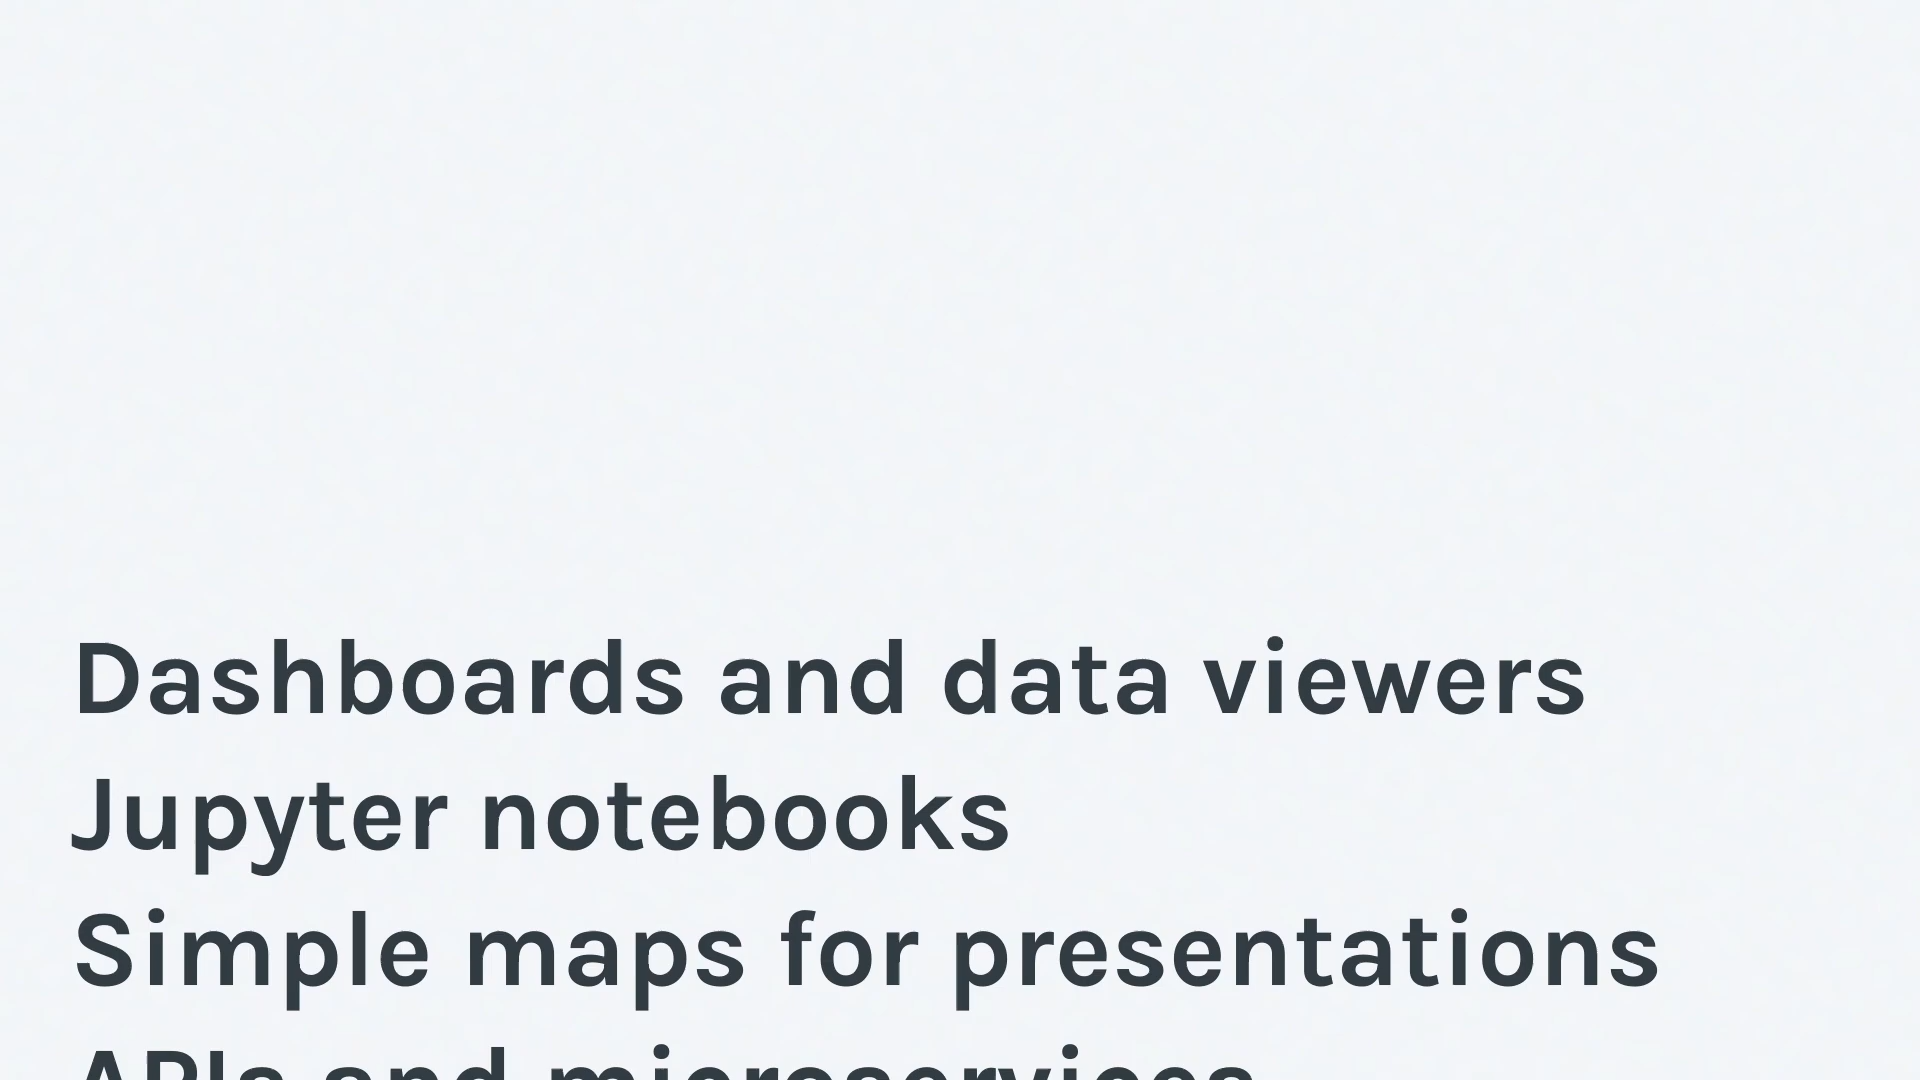 Dashboards and data viewers
Jupyter notebooks
Simple maps for presentations
APIs and microservices